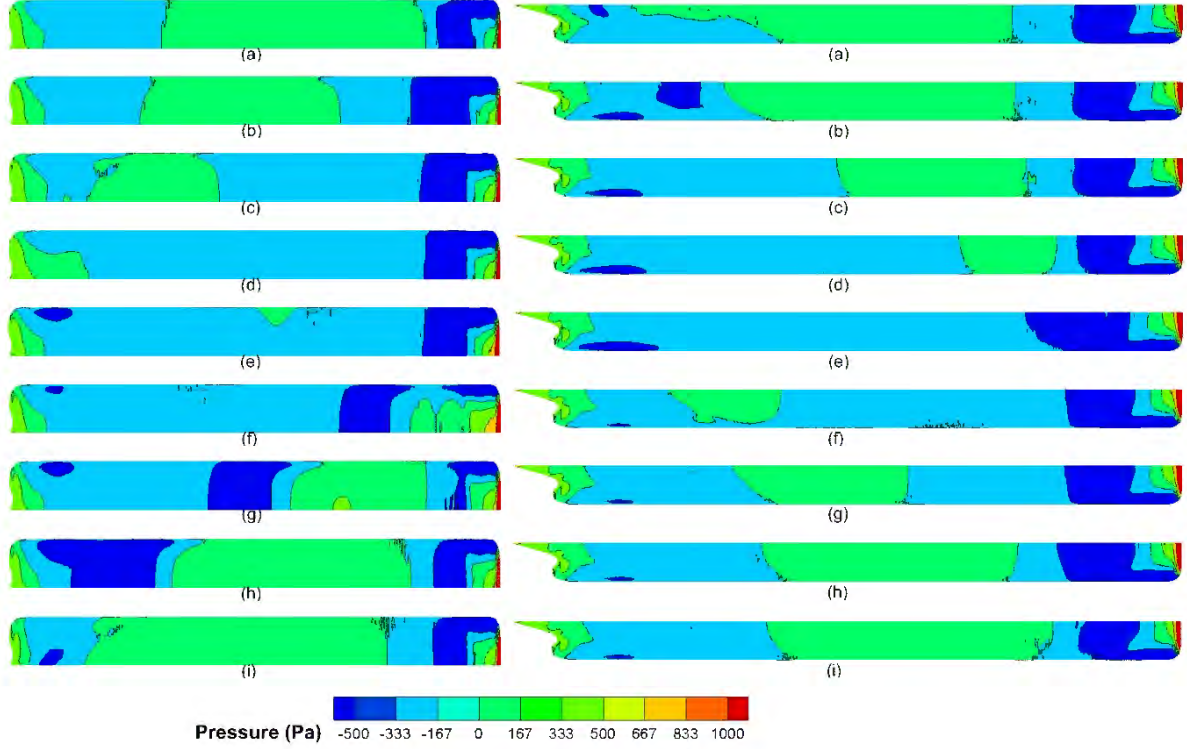 (a) (a)
(b) (b)
(c) (c)
(d) (d)
(e) (e)
(f) (f)
(g) (g)
(h) (h)
(i) (i)
Pressure (Pa) -500 -333 -167 0 167 333 500 667 833 1000